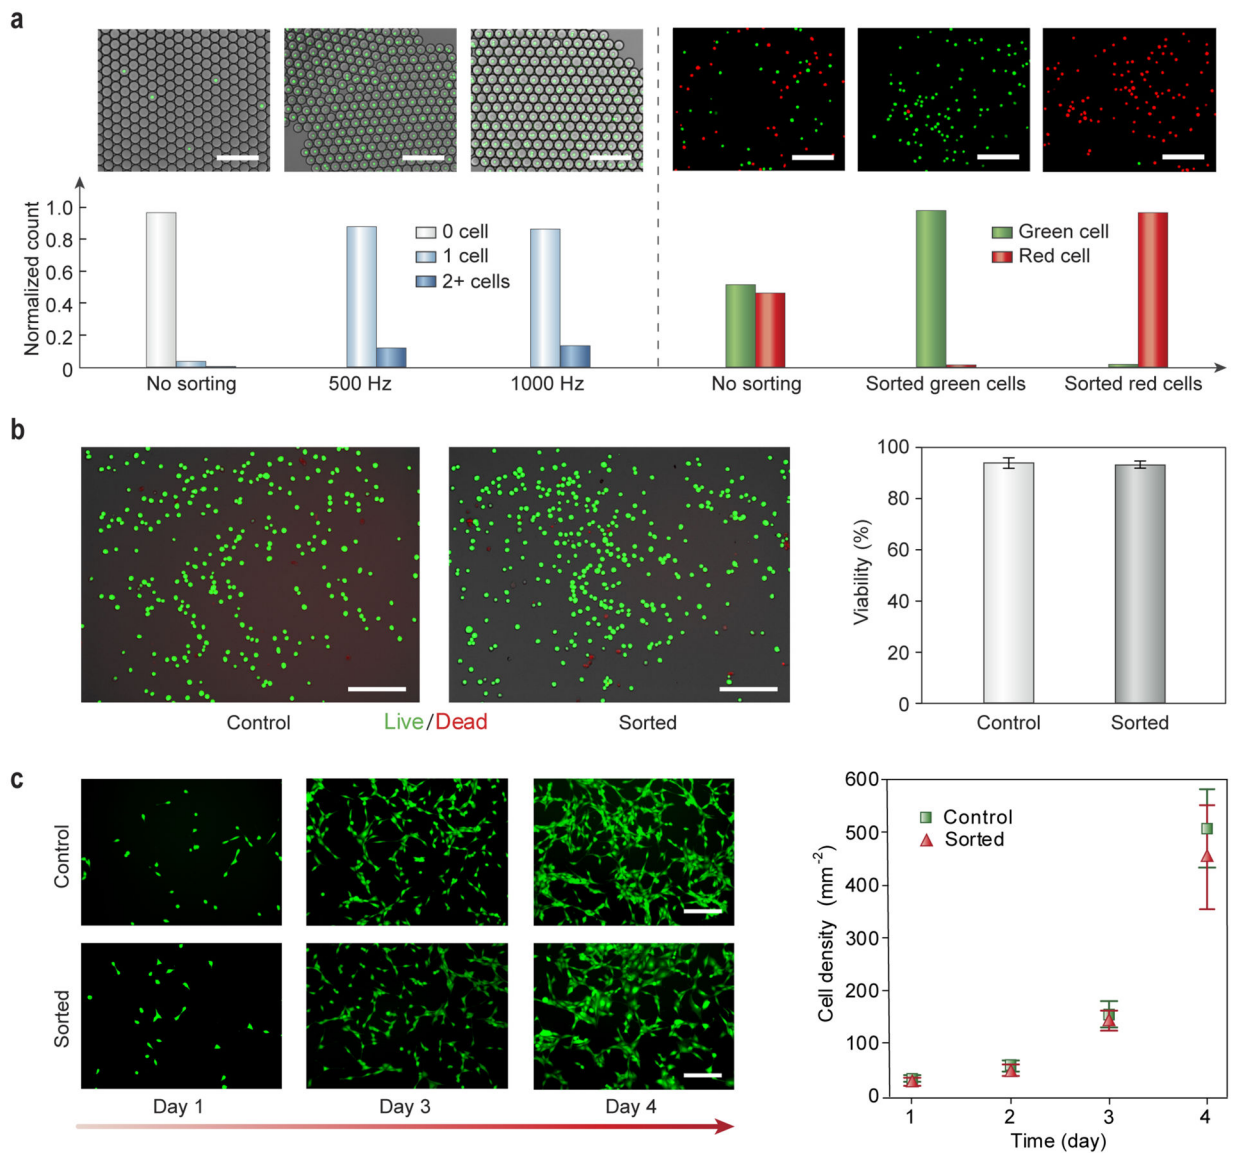 a
1.0
0.8
0.6
0.4
0.2
0
Normalized count
0 cell
1 cell
2+ cells
Green cell
Red cell
No sorting
500 Hz
1000 Hz
No sorting
Sorted green cells
Sorted red cells
b
Control
Live/Dead
Sorted
100
80
60
40
20
0
Viability (%)
Control
Sorted
c
Control
Sorted
Day 1
Day 3
Day 4
600
500
400
300
200
100
0
Cell density (mm-2)
Control
Sorted
1
2
3
4
Time (day)